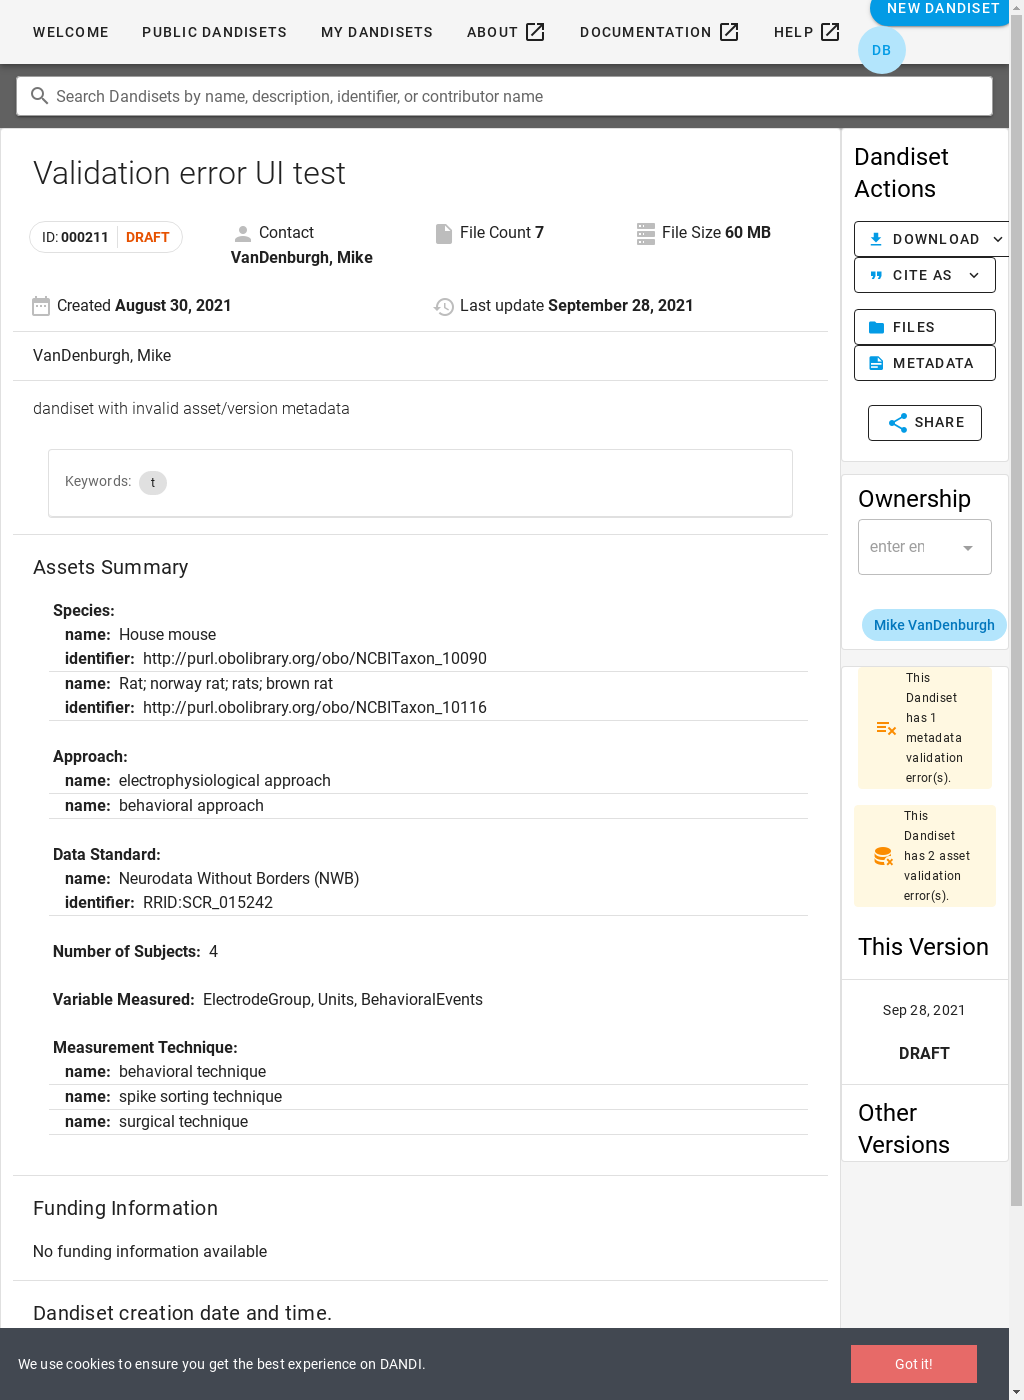 WELCOME PUBLIC DANDISETS MY DANDISETS ABOUT DOCUMENTATION HELP NEW DANDISET
DB
Search Dandisets by name, description, identifier, or contributor name
Validation error UI test
ID: 000211 DRAFT
Contact
VanDenburgh, Mike
File Count 7
File Size 60 MB
Created August 30, 2021
Last update September 28, 2021
VanDenburgh, Mike
dandiset with invalid asset/version metadata
Keywords: t
Assets Summary
Species:
name: House mouse
identifier: http://purl.obolibrary.org/obo/NCBITaxon_10090
name: Rat; norway rat; rats; brown rat
identifier: http://purl.obolibrary.org/obo/NCBITaxon_10116
Approach:
name: electrophysiological approach
name: behavioral approach
Data Standard:
name: Neurodata Without Borders (NWB)
identifier: RRID:SCR_015242
Number of Subjects: 4
Variable Measured: ElectrodeGroup, Units, BehavioralEvents
Measurement Technique:
name: behavioral technique
name: spike sorting technique
name: surgical technique
Funding Information
No funding information available
Dandiset creation date and time.
Dandiset
Actions
DOWNLOAD
CITE AS
FILES
METADATA
SHARE
Ownership
enter en
Mike VanDenburgh
This
Dandiset
has 1
metadata
validation
error(s).
This
Dandiset
has 2 asset
validation
error(s).
This Version
Sep 28, 2021
DRAFT
Other
Versions
We use cookies to ensure you get the best experience on DANDI.
Got it!